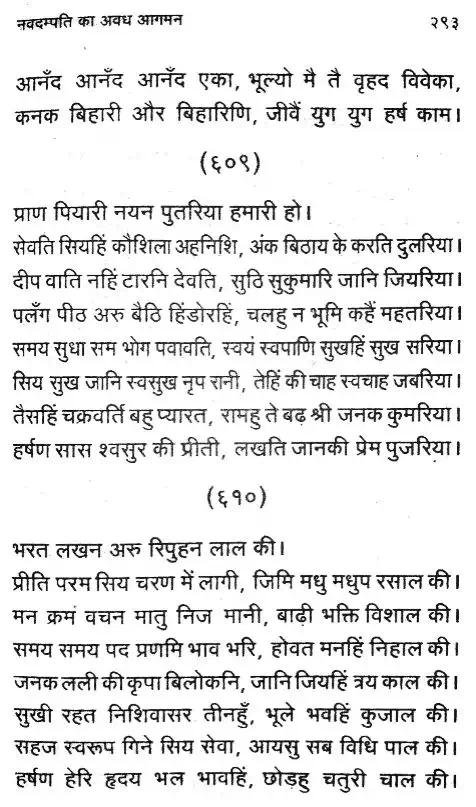 नवदम्पति का अवध आगमन २९३
आनँद आनँद आनँद एका, भूल्यो मै तै वृहद विवेका,
कनक बिहारी और बिहारिणि, जीवैं युग युग हर्ष काम।
(६०९)
प्राण पियारी नयन पुतरिया हमारी हो।
सेवति सियहिं कौशिला अहनिशि, अंक बिठाय के करति दुलरिया।
दीप वाति नहिं टारनि देवति, सुठि सुकुमारि जानि जियरिया।
पलँग पीठ अरु बैठि हिंडोरहिं, चलहु न भूमि कहैं महतरिया।
समय सुधा सम भोग पवावति, स्वयं स्वपाणि सुखहिं सुख सरिया।
सिय सुख जानि स्वसुख नृप रानी, तेहिं की चाह स्वचाह जबरिया।
तैसहिं चक्रवर्ति बहु प्यारत, रामहु ते बढ़ श्री जनक कुमरिया।
हर्षण सास श्वसुर की प्रीती, लखति जानकी प्रेम पुजरिया।
(६१०)
भरत लखन अरु रिपुहन लाल की।
प्रीति परम सिय चरण में लागी, जिमि मधु मधुप रसाल की।
मन क्रमं वचन मातु निज मानी, बाढ़ी भक्ति विशाल की।
समय समय पद प्रणमि भाव भरि, होवत मनहिं निहाल की।
जनक लली की कृपा बिलोकनि, जानि जियहिं त्रय काल की।
सुखी रहत निशिवासर तीनहुँ, भूले भवहिं कुजाल की।
सहज स्वरूप गिने सिय सेवा, आयसु सब विधि पाल की।
हर्षण हेरि हृदय भल भावहिं, छोड़हु चतुरी चाल की।